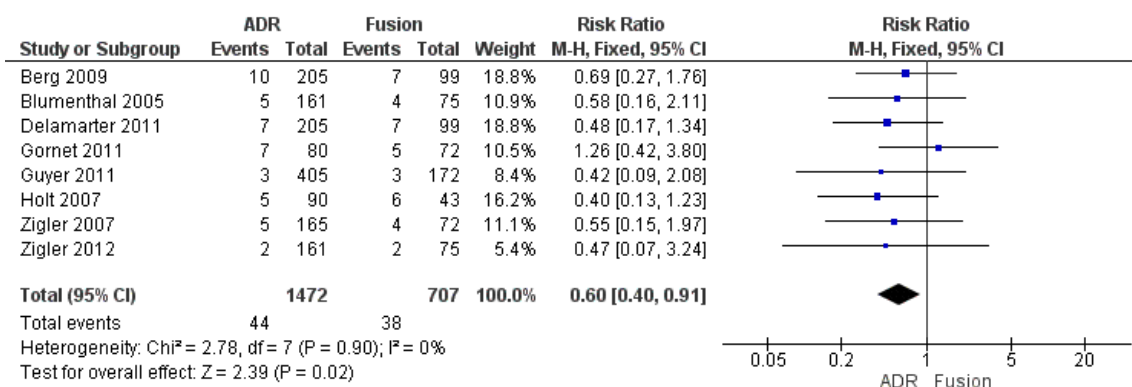 ADR Fusion Risk Ratio Risk Ratio
Study or Subgroup Events Total Events Total Weight M-H, Fixed, 95% CI M-H, Fixed, 95% CI
Berg 2009 10 205 7 99 18.8% 0.69 [0.27, 1.76]
Blumenthal 2005 5 161 4 75 10.9% 0.58 [0.16, 2.11]
Delamarter 2011 7 205 7 99 18.8% 0.48 [0.17, 1.34]
Gornet 2011 7 80 5 72 10.5% 1.26 [0.42, 3.80]
Guyer 2011 3 405 3 172 8.4% 0.42 [0.09, 2.08]
Holt 2007 5 90 6 43 16.2% 0.40 [0.13, 1.23]
Zigler 2007 5 165 4 72 11.1% 0.55 [0.15, 1.97]
Zigler 2012 2 161 2 75 5.4% 0.47 [0.07, 3.24]
Total (95% CI) 1472 707 100.0% 0.60 [0.40, 0.91]
Total events 44 38
Heterogeneity: Chi² = 2.78, df = 7 (P = 0.90); I² = 0%
Test for overall effect: Z = 2.39 (P = 0.02)
0.05 0.2 1 5 20
ADR Fusion